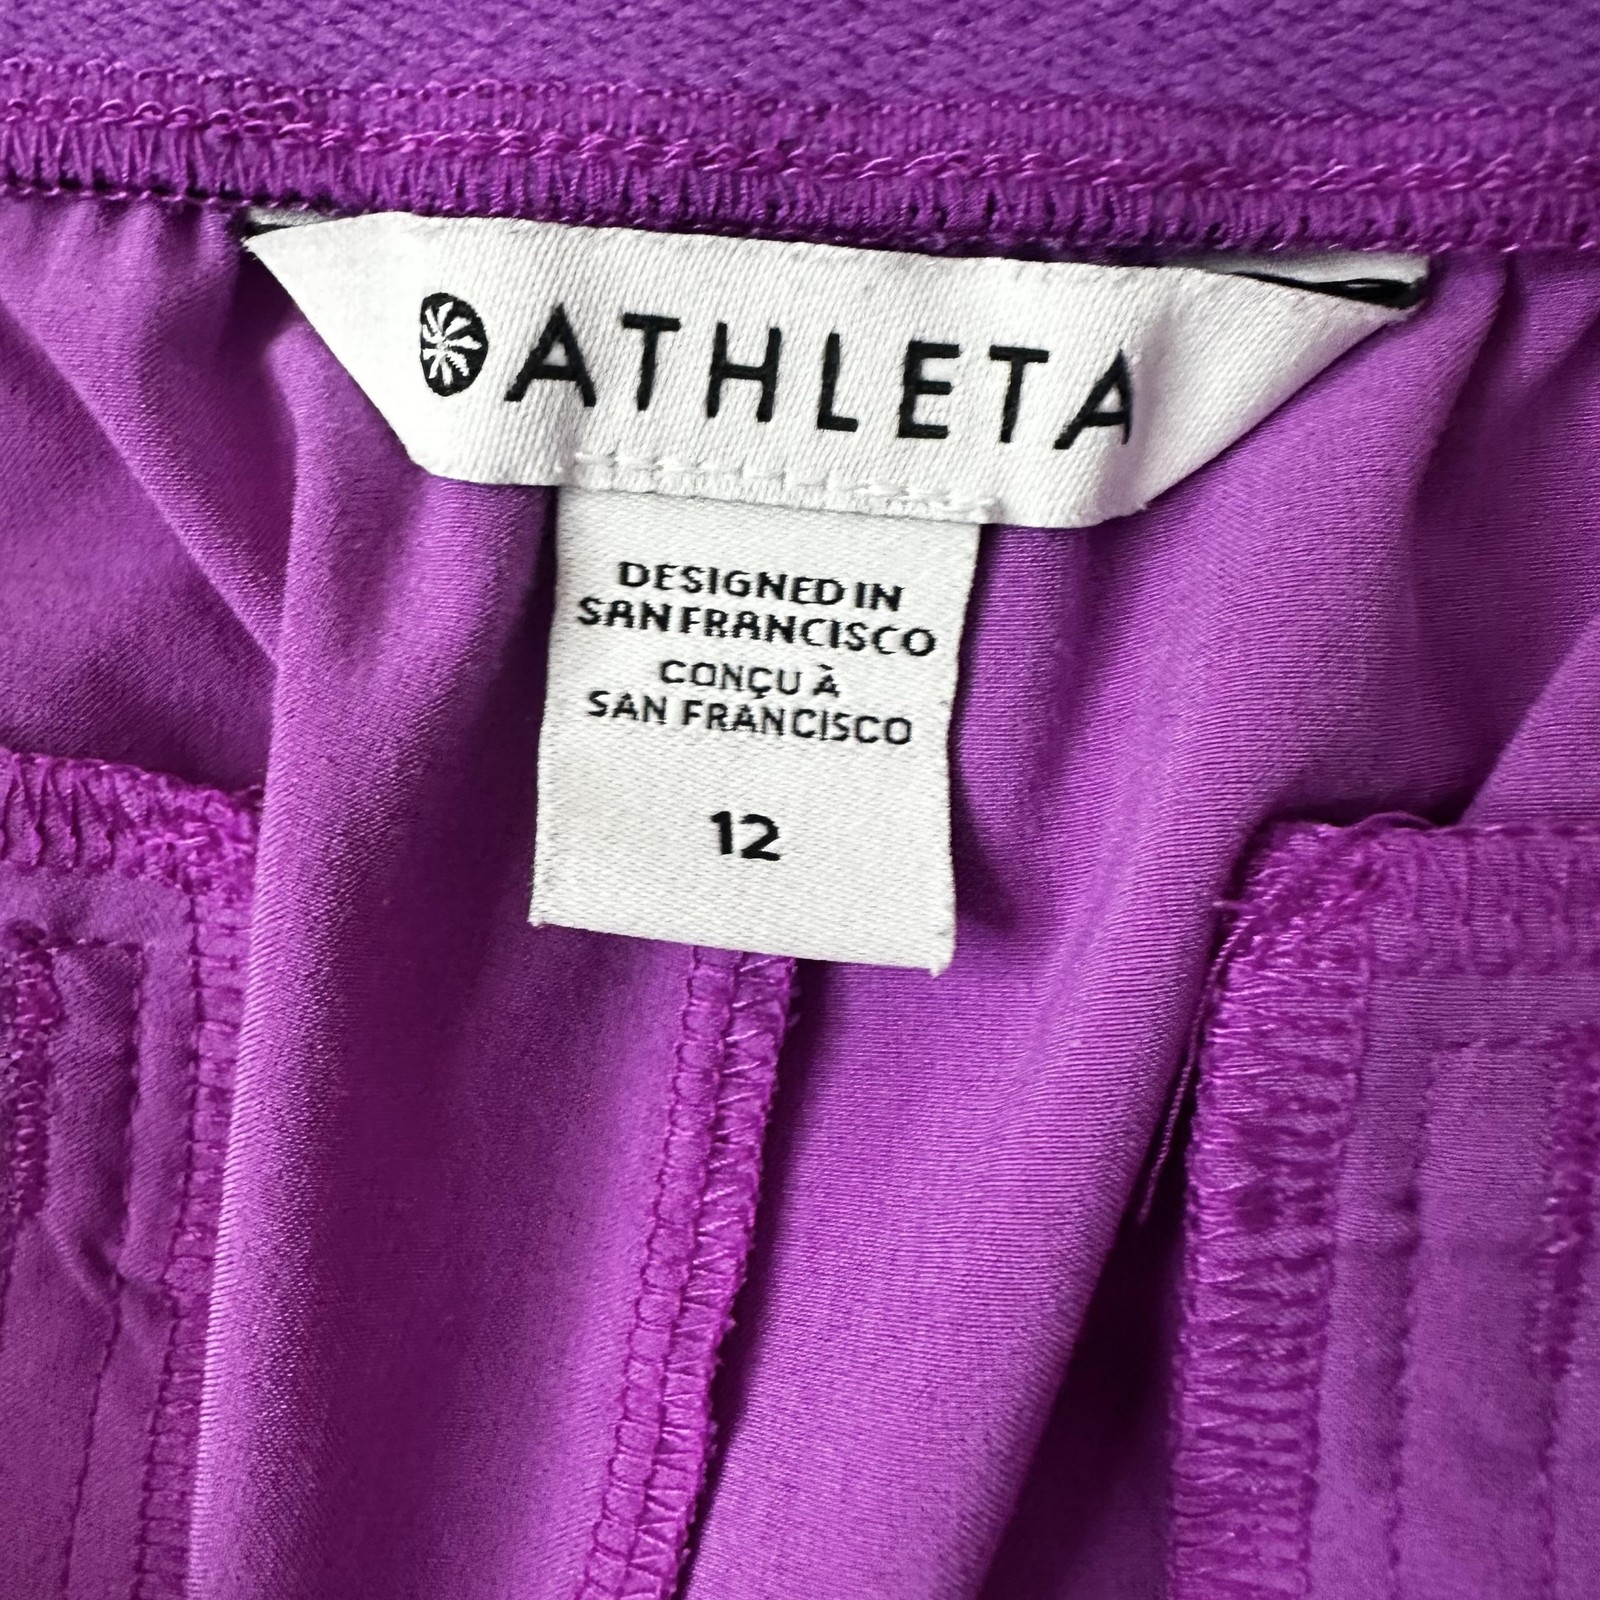 ATHLETA
DESIGNED IN
SAN FRANCISCO
CONÇU À
SAN FRANCISCO
12